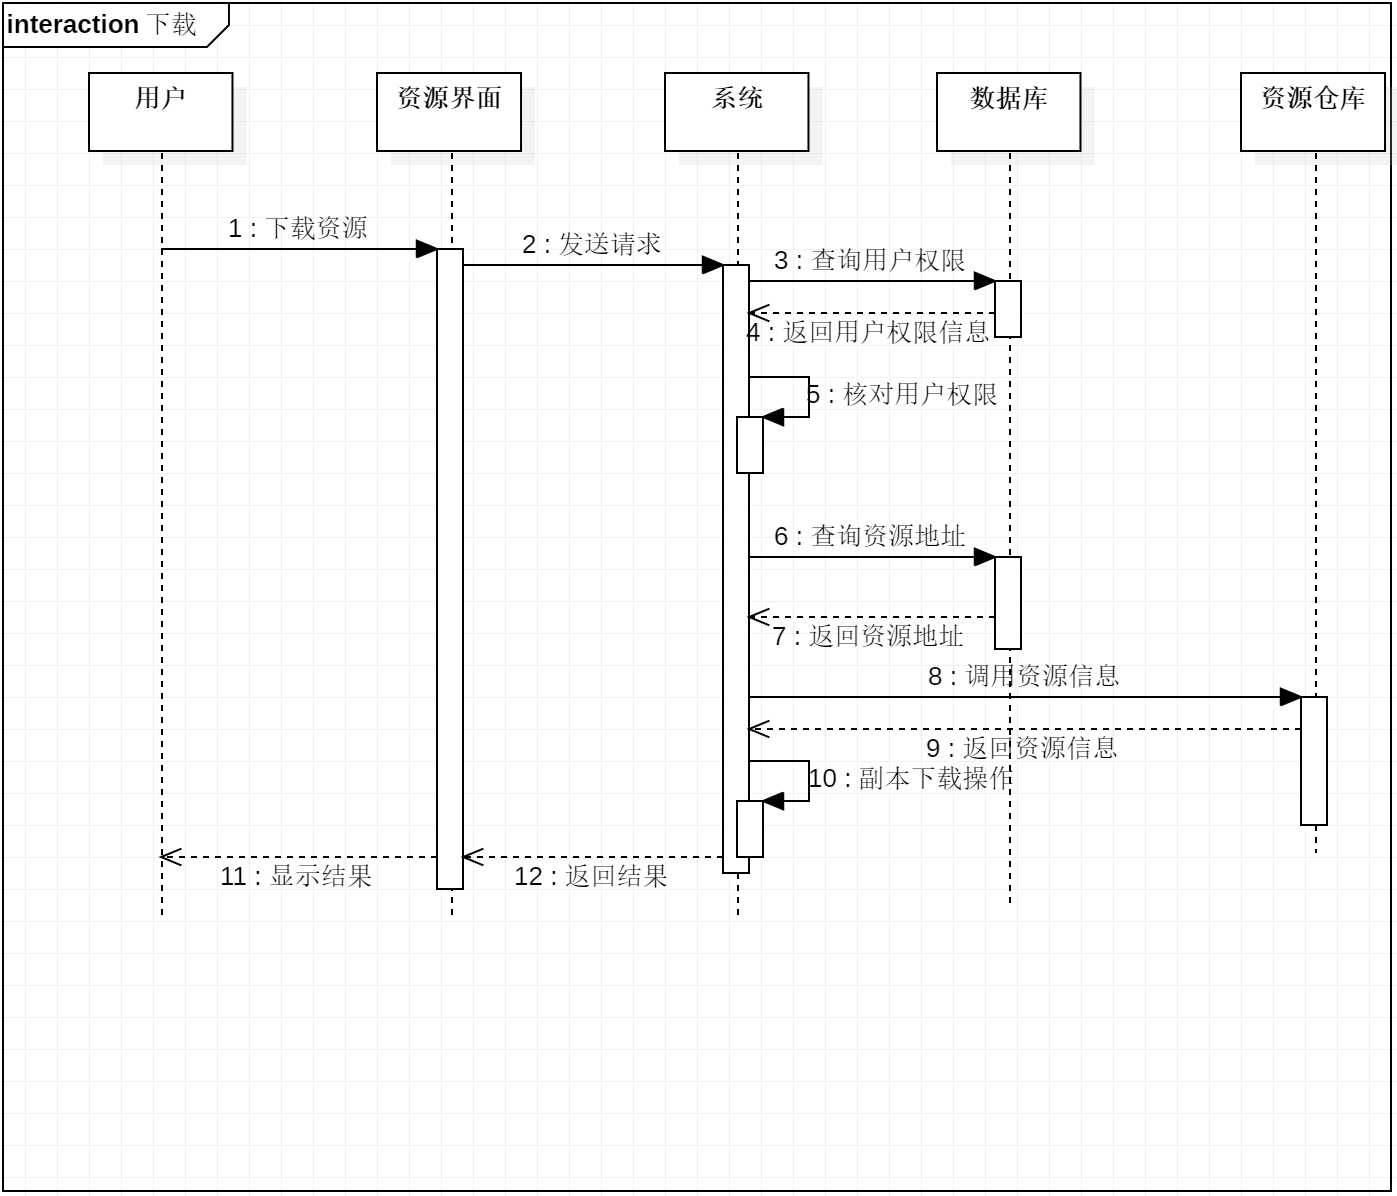 interaction 下载
用户
资源界面
系统
数据库
资源仓库
1 : 下载资源
2 : 发送请求
3 : 查询用户权限
4 : 返回用户权限信息
5 : 核对用户权限
6 : 查询资源地址
7 : 返回资源地址
8 : 调用资源信息
9 : 返回资源信息
10 : 副本下载操作
11 : 显示结果
12 : 返回结果